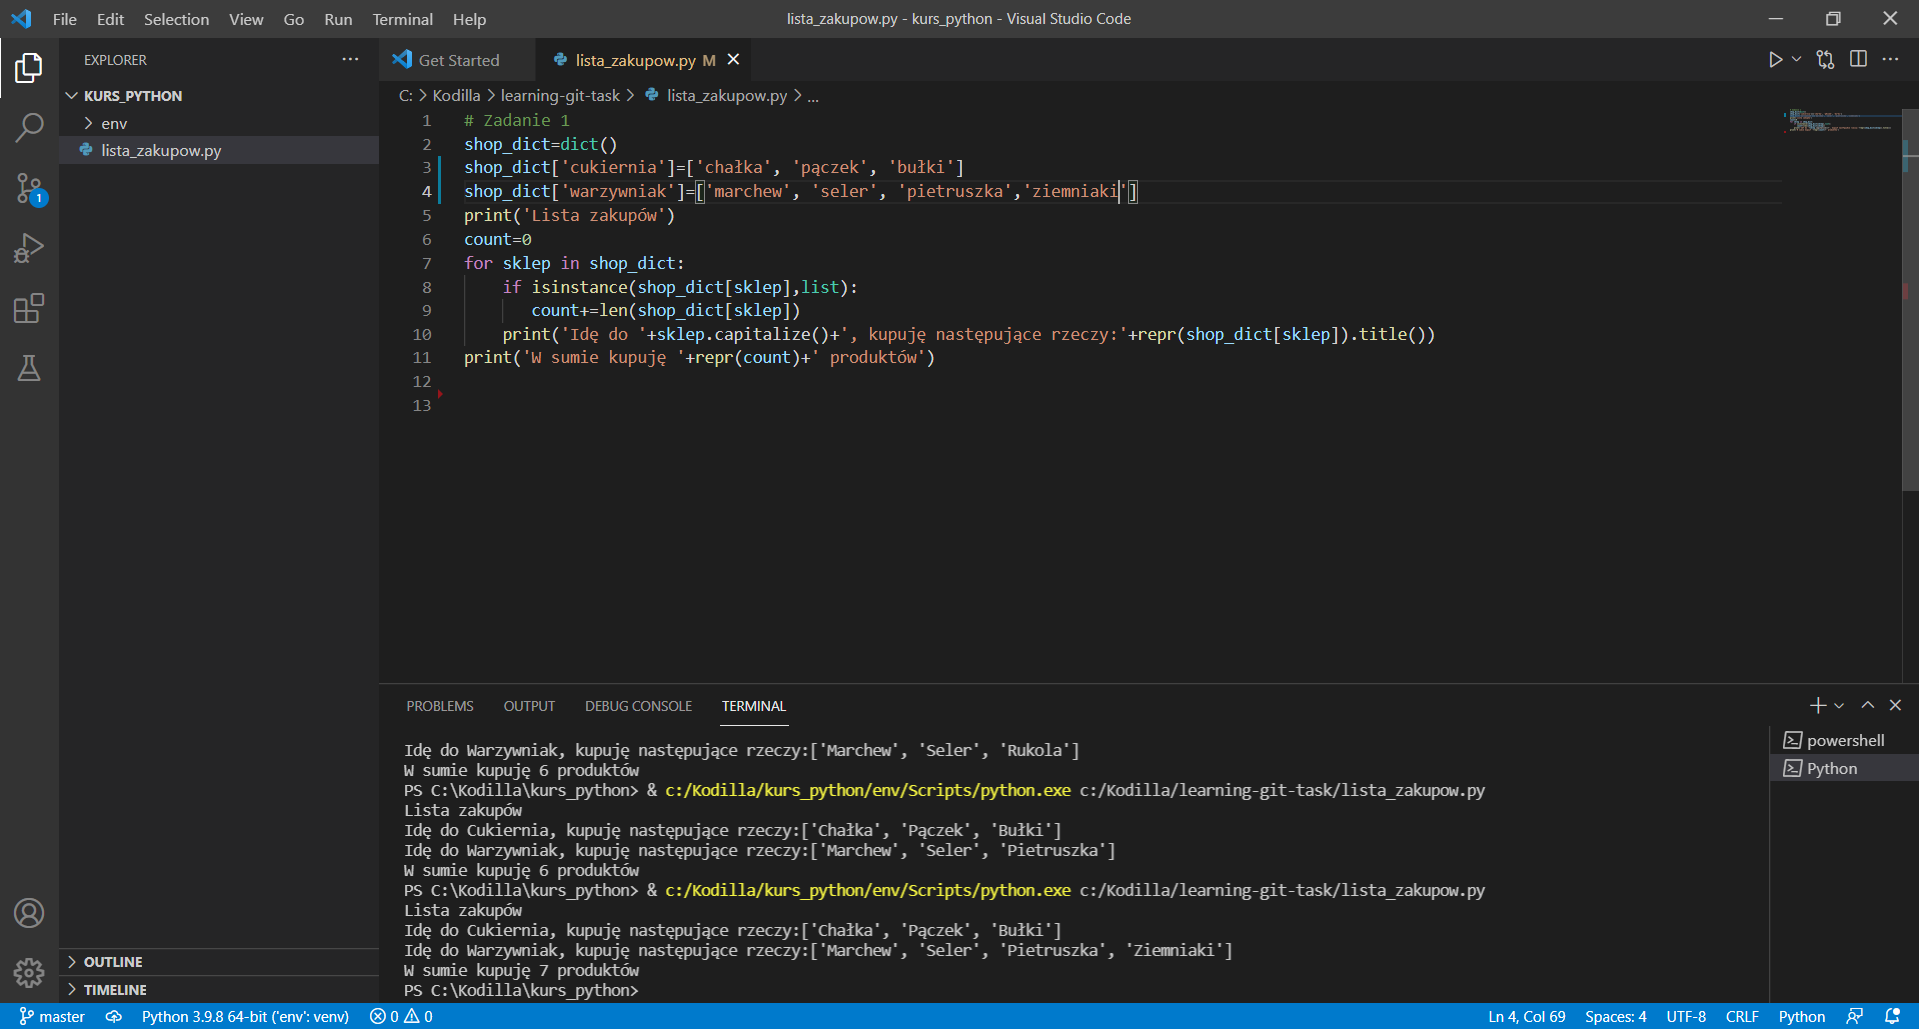 File Edit Selection View Go Run Terminal Help
lista_zakupow.py - kurs_python - Visual Studio Code
EXPLORER
KURS_PYTHON
env
lista_zakupow.py
1
Get Started
lista_zakupow.py M
C: > Kodilla > learning-git-task > lista_zakupow.py > ...
1 # Zadanie 1
2 shop_dict=dict()
3 shop_dict['cukiernia']=['chałka', 'pączek', 'bułki']
4 shop_dict['warzywniak']=['marchew', 'seler', 'pietruszka','ziemniaki']
5 print('Lista zakupów')
6 count=0
7 for sklep in shop_dict:
8     if isinstance(shop_dict[sklep],list):
9        count+=len(shop_dict[sklep])
10     print('Idę do '+sklep.capitalize()+', kupuję następujące rzeczy:'+repr(shop_dict[sklep]).title())
11 print('W sumie kupuję '+repr(count)+' produktów')
12
13
PROBLEMS OUTPUT DEBUG CONSOLE TERMINAL
Idę do Warzywniak, kupuję następujące rzeczy:['Marchew', 'Seler', 'Rukola']
W sumie kupuję 6 produktów
PS C:\Kodilla\kurs_python> & c:/Kodilla/kurs_python/env/Scripts/python.exe c:/Kodilla/learning-git-task/lista_zakupow.py
Lista zakupów
Idę do Cukiernia, kupuję następujące rzeczy:['Chałka', 'Pączek', 'Bułki']
Idę do Warzywniak, kupuję następujące rzeczy:['Marchew', 'Seler', 'Pietruszka']
W sumie kupuję 6 produktów
PS C:\Kodilla\kurs_python> & c:/Kodilla/kurs_python/env/Scripts/python.exe c:/Kodilla/learning-git-task/lista_zakupow.py
Lista zakupów
Idę do Cukiernia, kupuję następujące rzeczy:['Chałka', 'Pączek', 'Bułki']
Idę do Warzywniak, kupuję następujące rzeczy:['Marchew', 'Seler', 'Pietruszka', 'Ziemniaki']
W sumie kupuję 7 produktów
PS C:\Kodilla\kurs_python>
powershell
Python
OUTLINE
TIMELINE
master Python 3.9.8 64-bit ('env': venv) 0 0 Ln 4, Col 69 Spaces: 4 UTF-8 CRLF Python